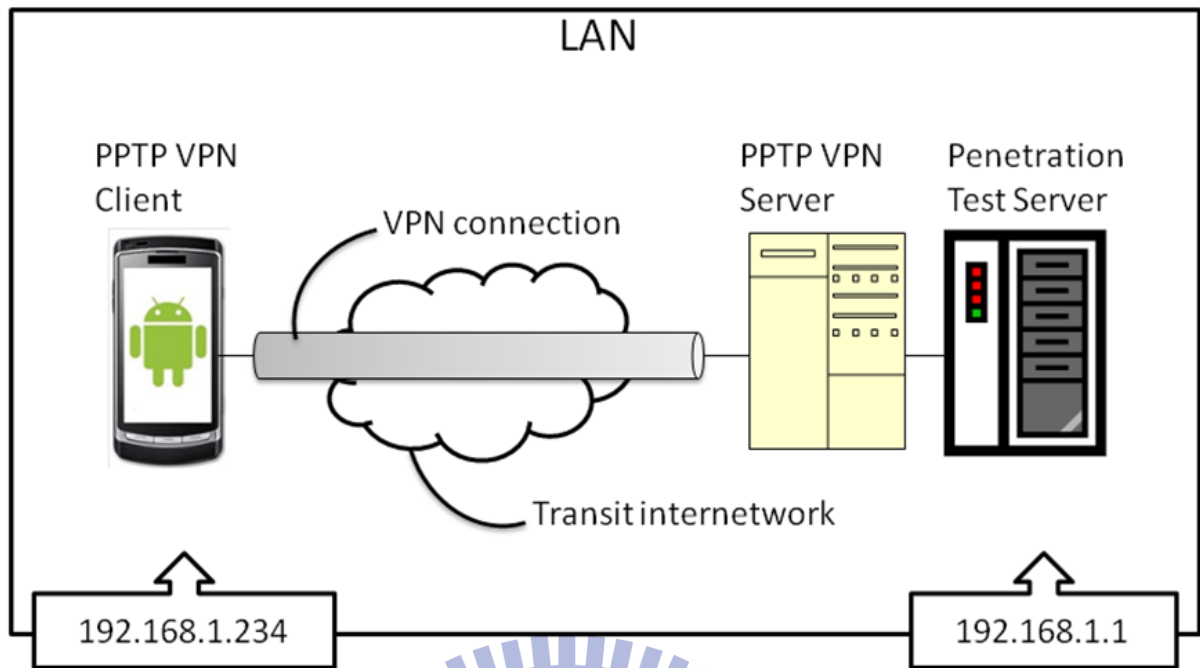 LAN
PPTP VPN
Client
VPN connection
PPTP VPN
Server
Penetration
Test Server
Transit internetwork
192.168.1.234
192.168.1.1